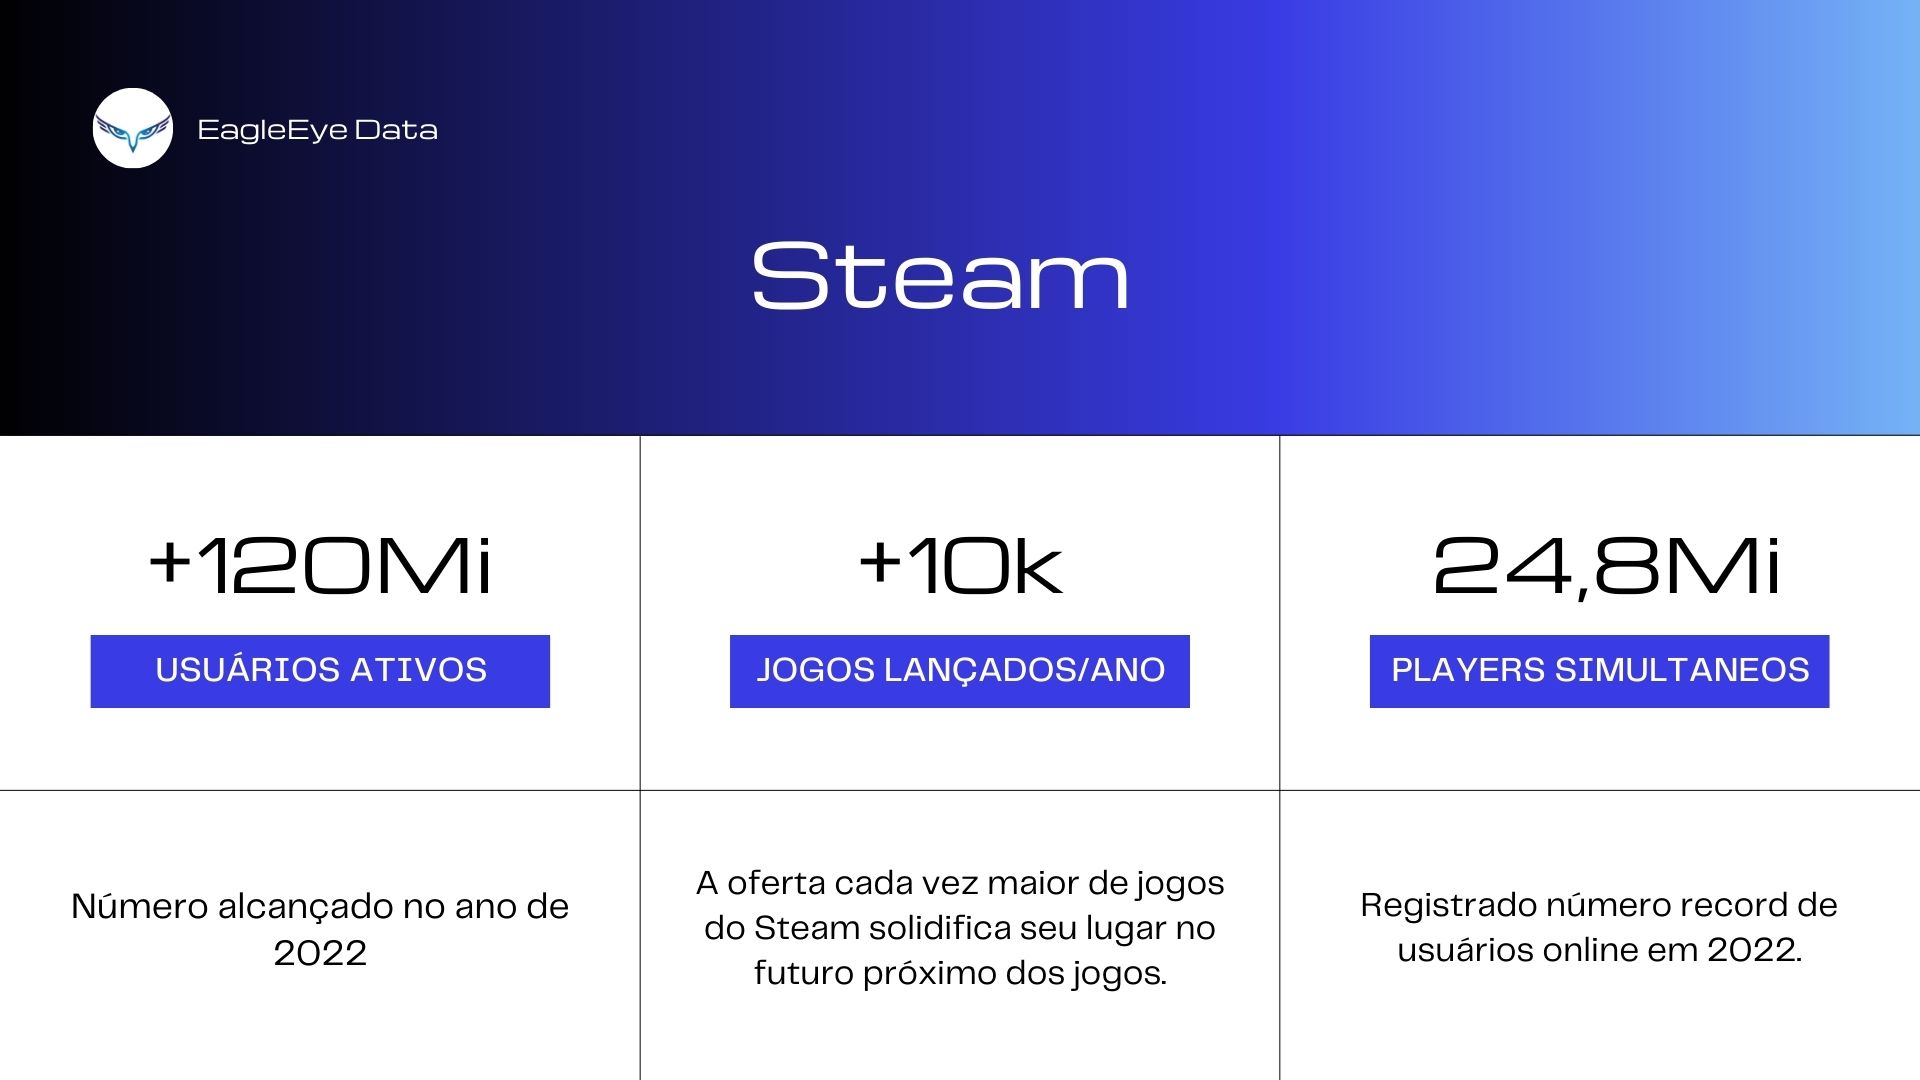 EagleEye Data
Steam
+120Mi
USUÁRIOS ATIVOS
+10k
JOGOS LANÇADOS/ANO
24,8Mi
PLAYERS SIMULTANEOS
Número alcançado no ano de
2022
A oferta cada vez maior de jogos
do Steam solidifica seu lugar no
futuro próximo dos jogos.
Registrado número record de
usuários online em 2022.